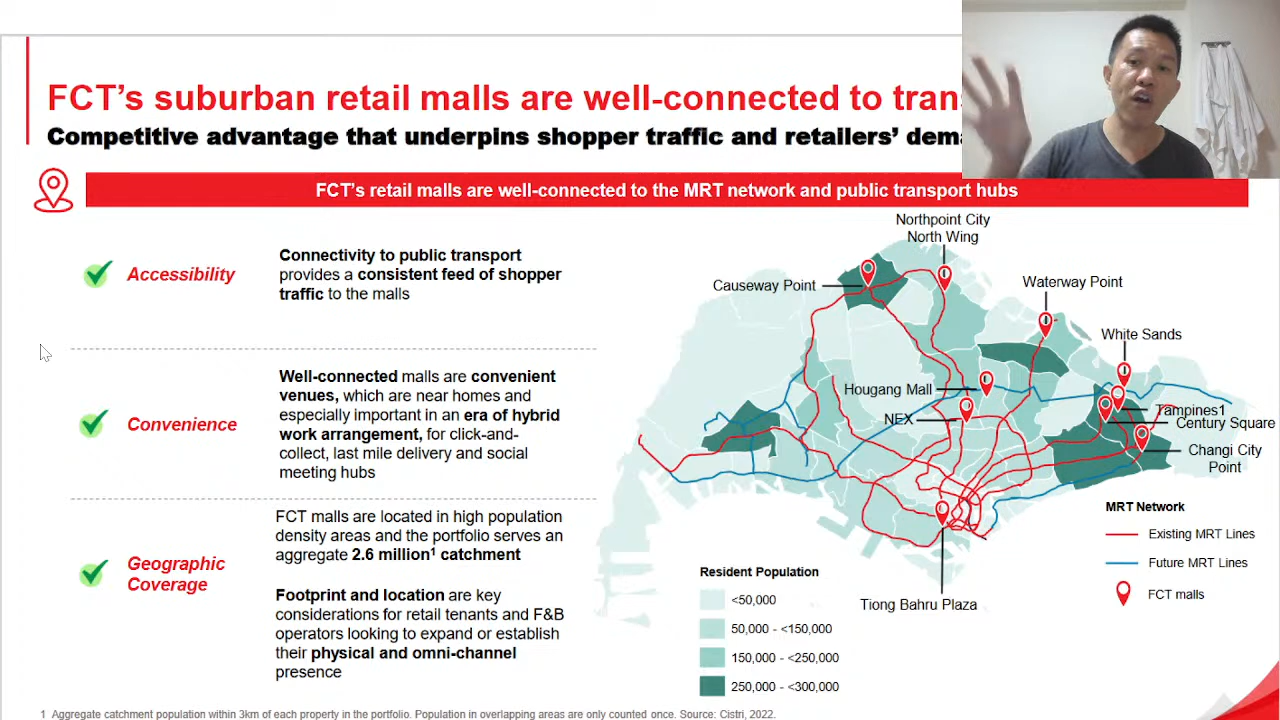 FCT's suburban retail malls are well-connected to
Competitive advantage that underpins shopper traffic and retailers'
FCT's retail malls are well-connected to the MRT network and public transport hubs
Accessibility
Connectivity to public transport
provides a consistent feed of shopper
traffic to the malls
Convenience
Well-connected malls are convenient
venues, which are near homes and
especially important in an era of hybrid
work arrangement, for click-and-
collect, last mile delivery and social
meeting hubs
Geographic
Coverage
FCT malls are located in high population
density areas and the portfolio serves an
aggregate 2.6 million¹ catchment
Footprint and location are key
considerations for retail tenants and F&B
operators looking to expand or establish
their physical and omni-channel
presence
Northpoint City
North Wing
Causeway Point
Waterway Point
White Sands
Hougang Mall
NEX
Tampines1
Century Square
Changi City
Point
Tiong Bahru Plaza
MRT Network
Existing MRT Lines
Future MRT Lines
FCT malls
Resident Population
<50,000
50,000 - <150,000
150,000 - <250,000
250,000 - <300,000
1 Aggregate catchment population within 3km of each property in the portfolio. Population in overlapping areas are only counted once. Source: Cistri, 2022.